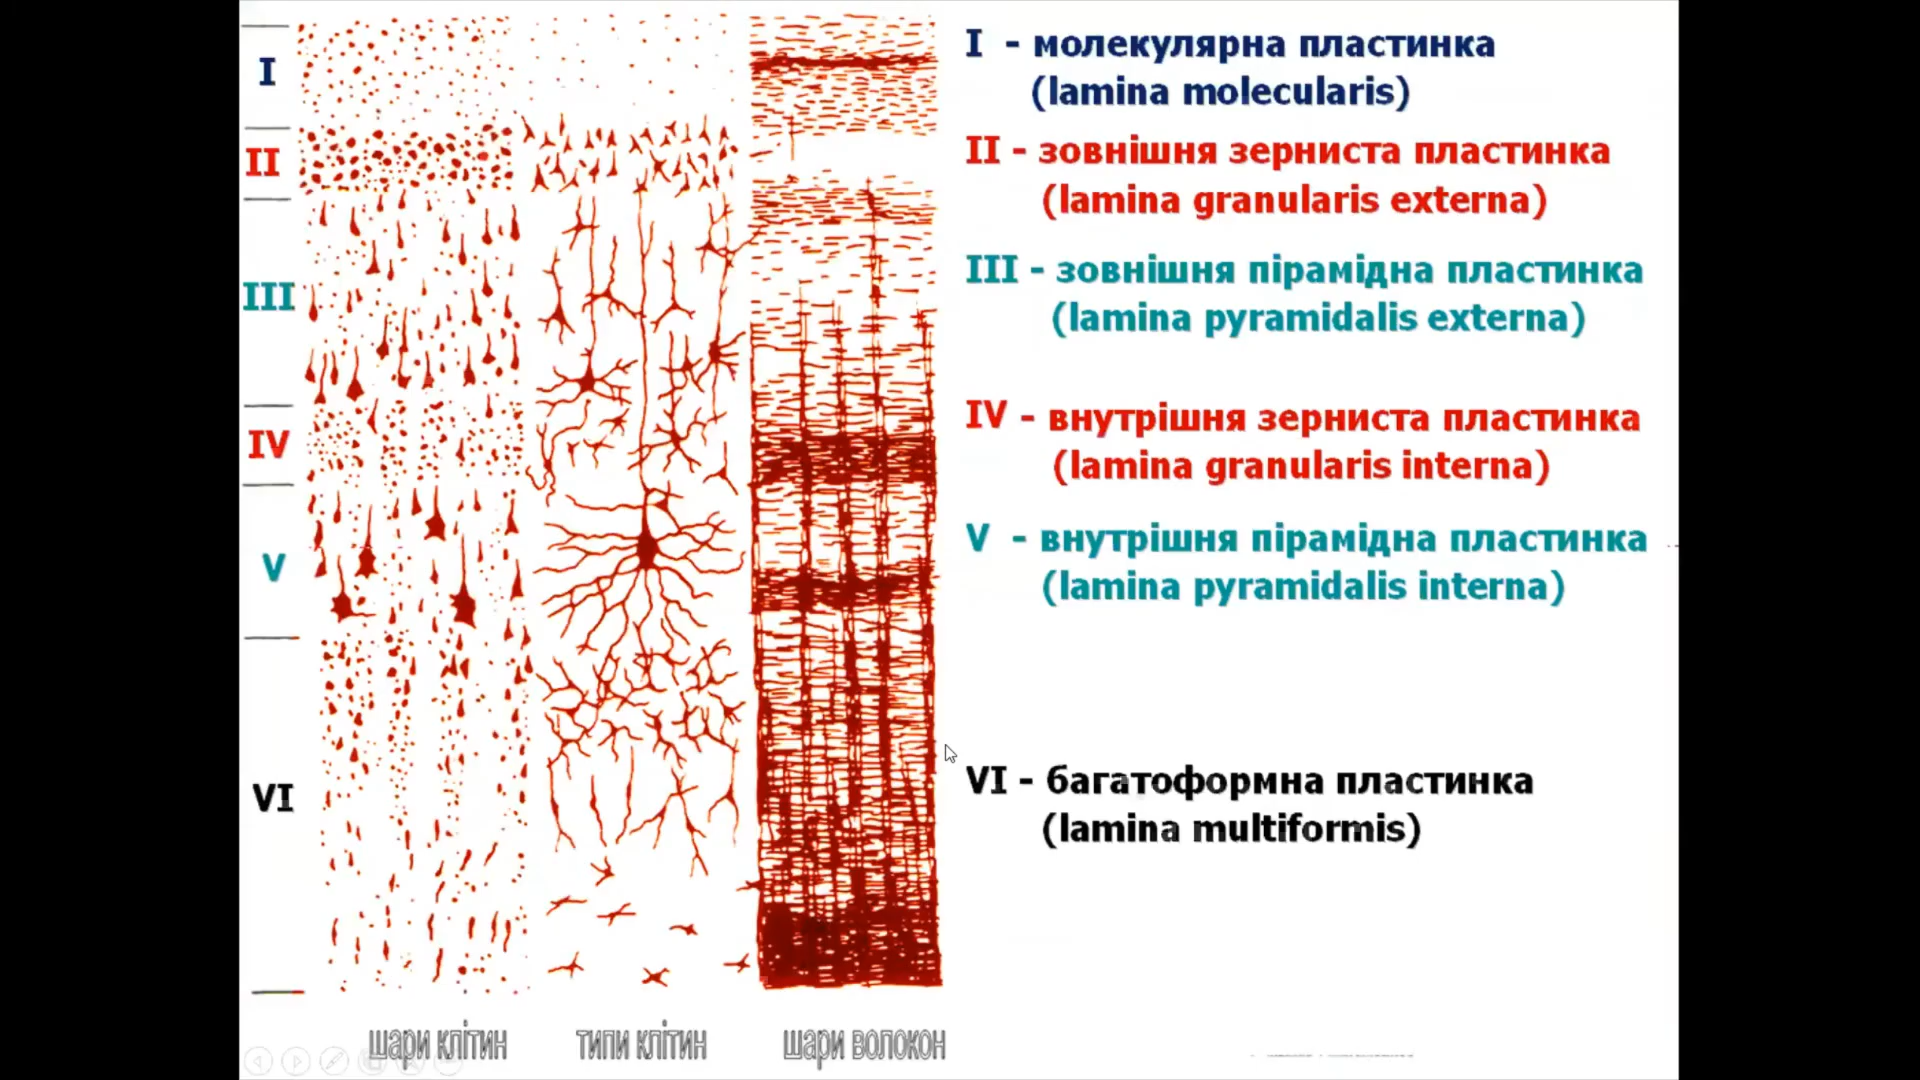 I
II
III
IV
V
VI
I - молекулярна пластинка
(lamina molecularis)
II - зовнішня зерниста пластинка
(lamina granularis externa)
III - зовнішня пірамідна пластинка
(lamina pyramidalis externa)
IV - внутрішня зерниста пластинка
(lamina granularis interna)
V - внутрішня пірамідна пластинка
(lamina pyramidalis interna)
VI - багатоформна пластинка
(lamina multiformis)
шари клітин типи клітин шари волокон